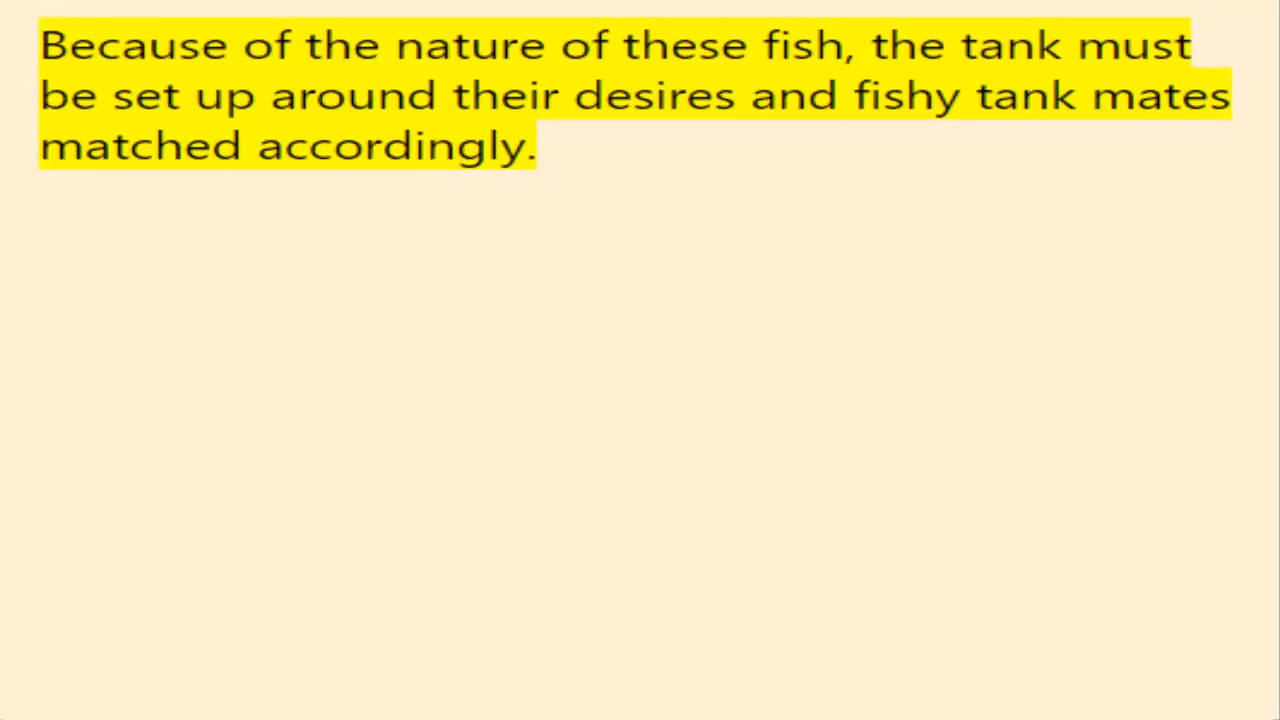 Because of the nature of these fish, the tank must
be set up around their desires and fishy tank mates
matched accordingly.